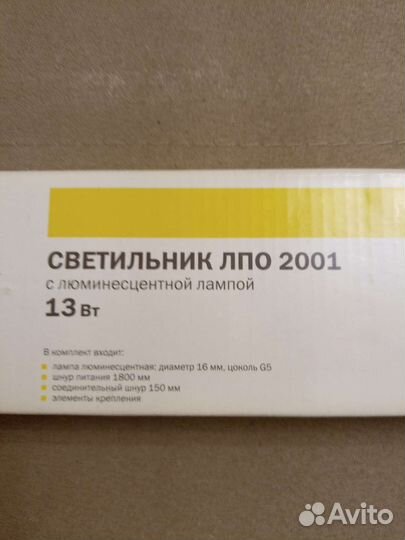 СВЕТИЛЬНИК ЛПО 2001
с люминесцентной лампой
13 Вт
В комплект входит:
лампа люминесцентная: диаметр 16 мм, цоколь G5
шнур питания 1800 мм
соединительный шнур 150 мм
элементы крепления
Avito